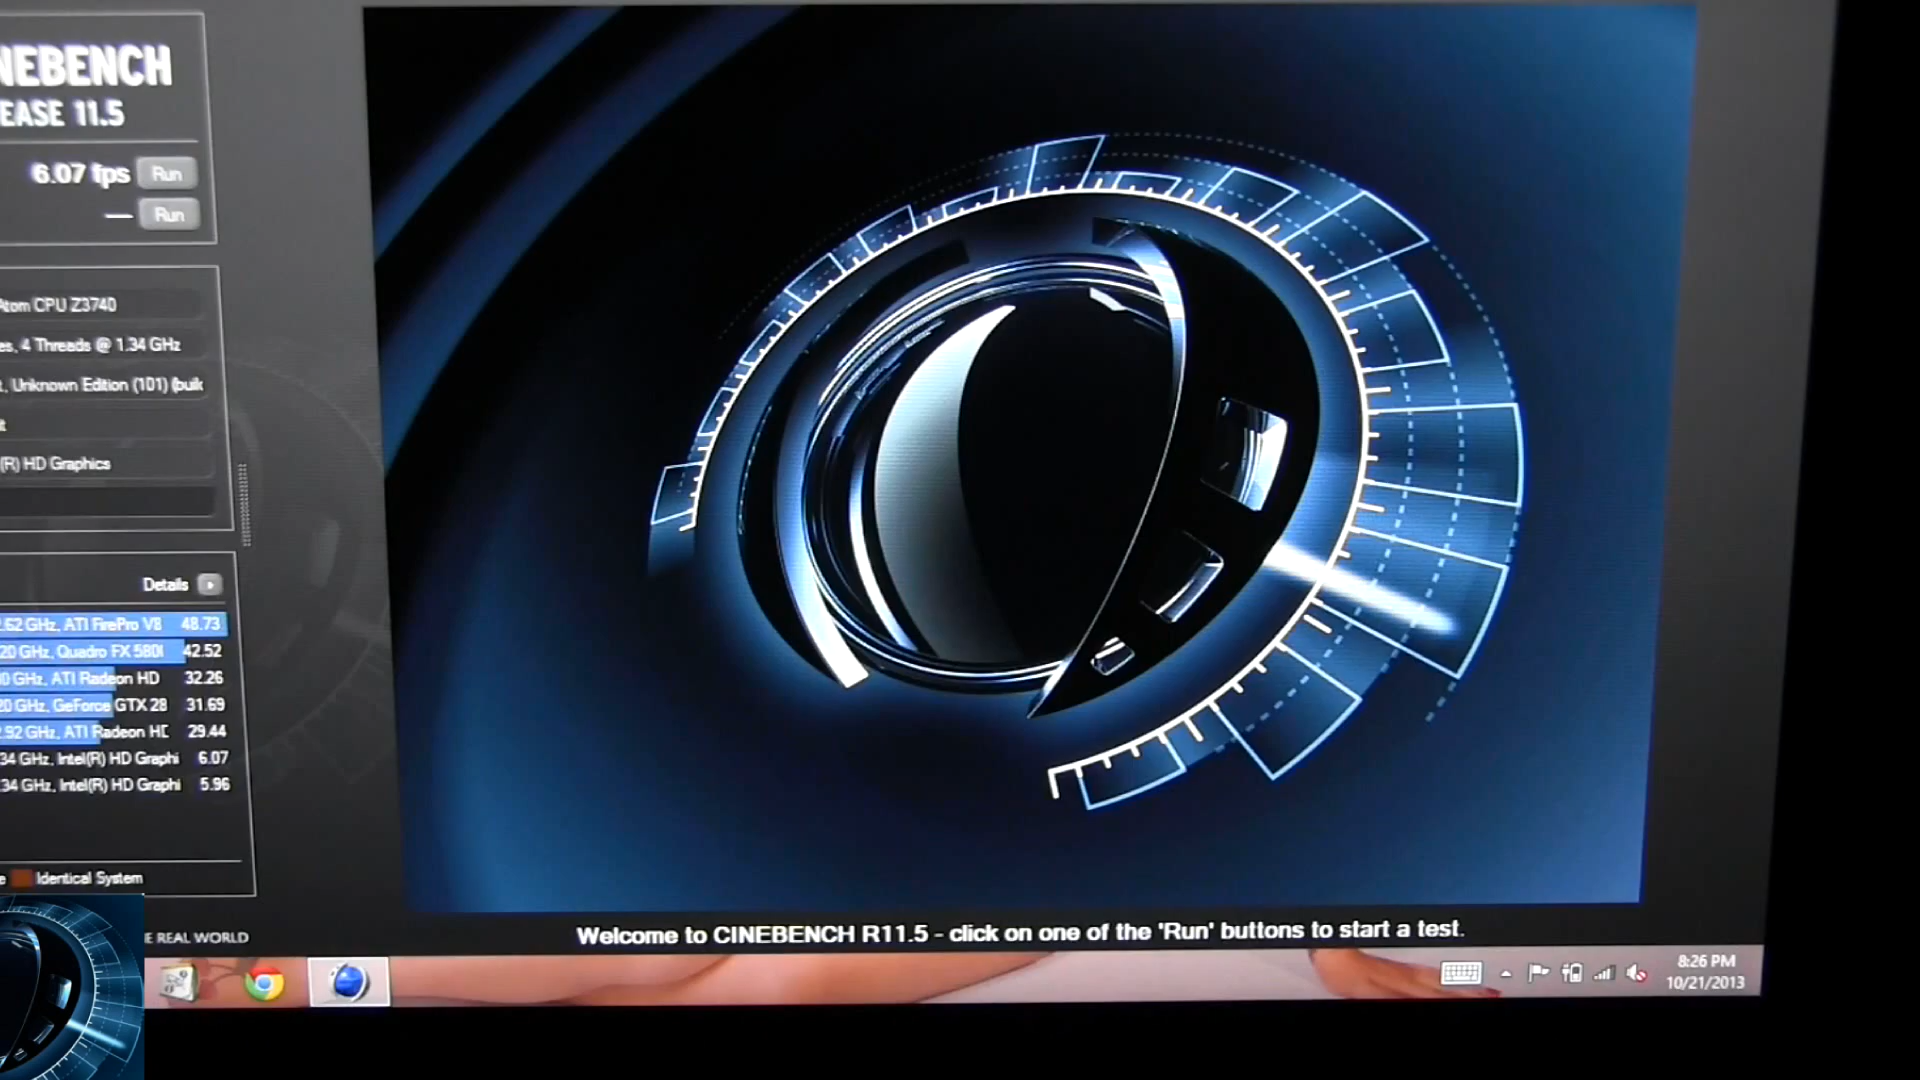 NEBENCH
EASE 11.5
6.07 fps Run
— Run
Atom CPU Z3740
es, 4 Threads @ 1.34 GHz
, Unknown Edition (101) (buik
(R) HD Graphics
Details
.62 GHz, ATI FirePro V8 48.73
20 GHz, Quadro FX 580 42.52
0 GHz, ATI Radeon HD 32.26
20 GHz, GeForce GTX 28 31.69
2.92 GHz, ATI Radeon HD 29.44
34 GHz, Intel(R) HD Graphi 6.07
34 GHz, Intel(R) HD Graphi 5.96
e Identical System
E REAL WORLD
Welcome to CINEBENCH R11.5 - click on one of the 'Run' buttons to start a test.
8:26 PM
10/21/2013